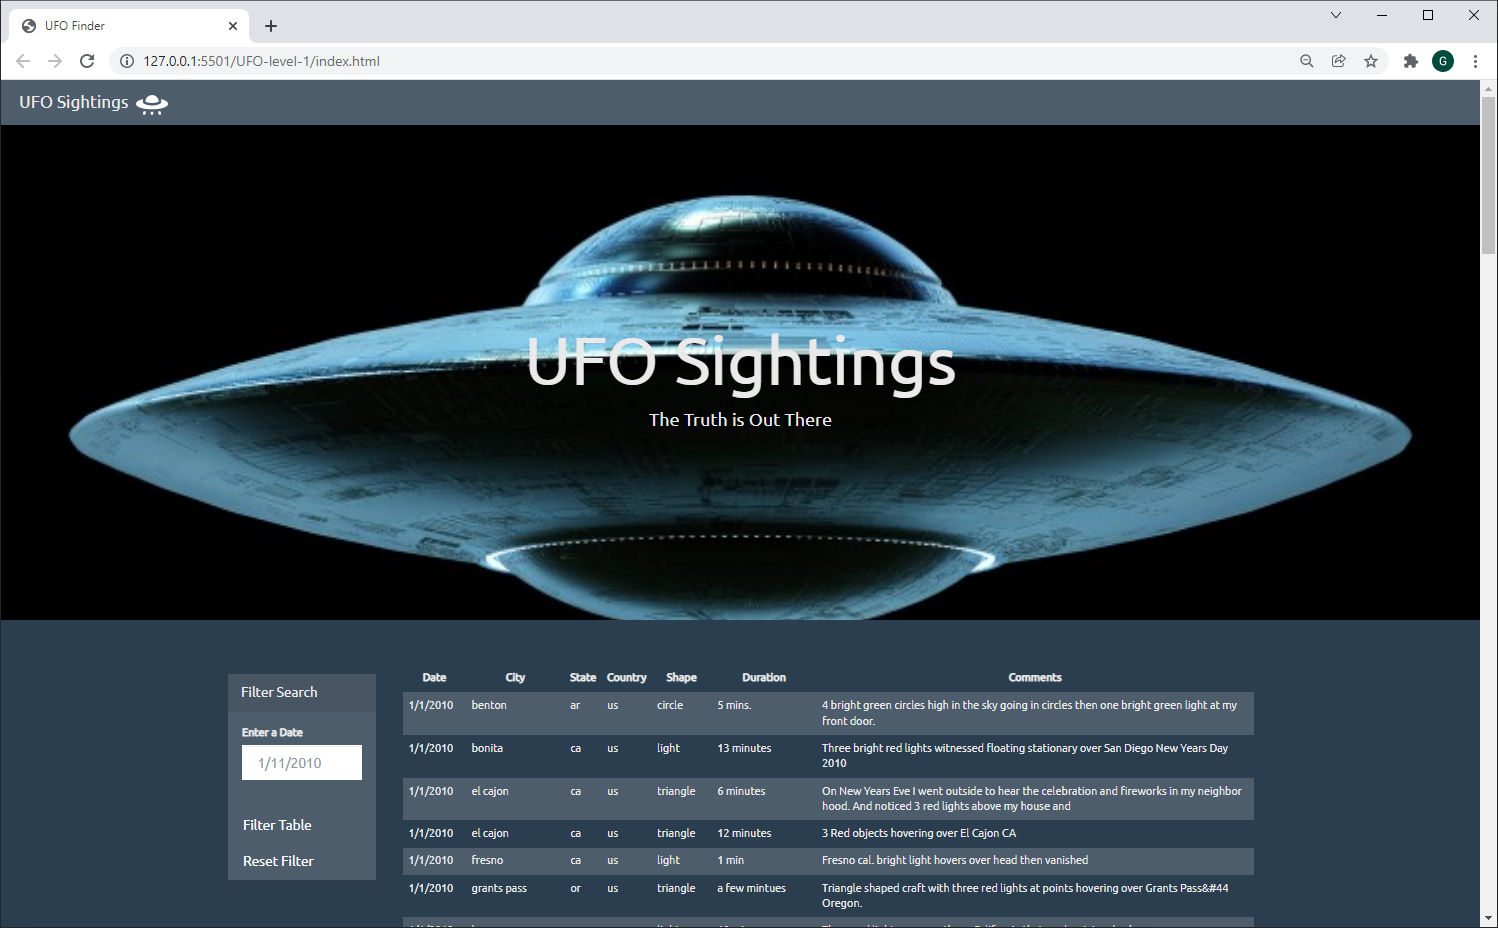 UFO Finder
127.0.0.1:5501/UFO-level-1/index.html
G
UFO Sightings
UFO Sightings
The Truth is Out There
Filter Search
Enter a Date
1/11/2010
Filter Table
Reset Filter
Date City State Country Shape Duration Comments
1/1/2010 benton ar us circle 5 mins. 4 bright green circles high in the sky going in circles then one bright green light at my
front door.
1/1/2010 bonita ca us light 13 minutes Three bright red lights witnessed floating stationary over San Diego New Years Day
2010
1/1/2010 el cajon ca us triangle 6 minutes On New Years Eve I went outside to hear the celebration and fireworks in my neighbor
hood. And noticed 3 red lights above my house and
1/1/2010 el cajon ca us triangle 12 minutes 3 Red objects hovering over El Cajon CA
1/1/2010 fresno ca us light 1 min Fresno cal. bright light hovers over head then vanished
1/1/2010 grants pass or us triangle a few mintues Triangle shaped craft with three red lights at points hovering over Grants Pass&#44
Oregon.